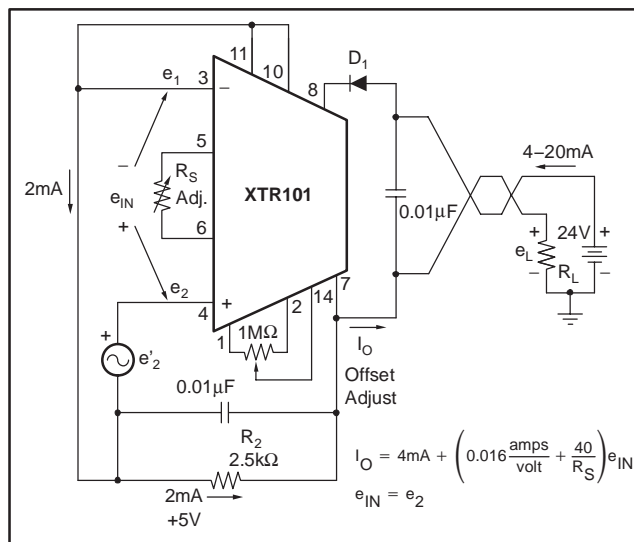 11
10
8
D1
e1
3
−
5
RS
Adj.
6
XTR101
−
eIN
+
2mA
0.01µF
4−20mA
+
eL
−
RL
24V
+
−
e2
4
+
1
1MΩ
2
14
7
IO
Offset
Adjust
+
e'2
0.01µF
R2
2.5kΩ
2mA
+5V
IO = 4mA + (0.016 amps/volt + 40/RS) eIN
eIN = e2